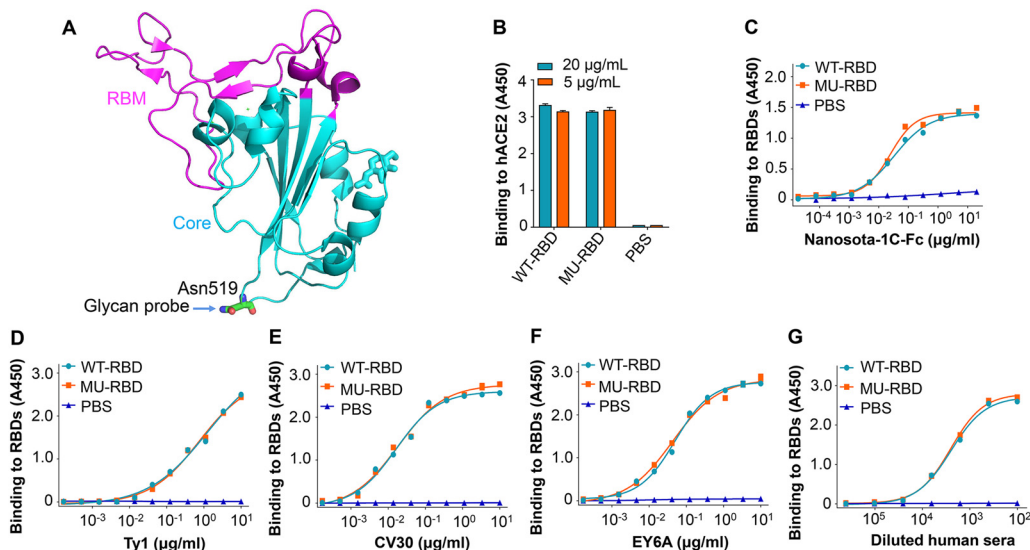 A
RBM
Core
Asn519
Glycan probe
B
Binding to hACE2 (A450)
20 µg/mL
5 µg/mL
4
3
2
1
0
WT-RBD
MU-RBD
PBS
C
Binding to RBDs (A450)
WT-RBD
MU-RBD
PBS
2.0
1.5
1.0
0.5
0
10-4 10-3 10-2 10-1 100 101
Nanosota-1C-Fc (µg/ml)
D
Binding to RBDs (A450)
WT-RBD
MU-RBD
PBS
3.0
2.0
1.0
0
10-3 10-2 10-1 100 101
Ty1 (µg/ml)
E
Binding to RBDs (A450)
WT-RBD
MU-RBD
PBS
3.0
2.0
1.0
0
10-3 10-2 10-1 100 101
CV30 (µg/ml)
F
Binding to RBDs (A450)
WT-RBD
MU-RBD
PBS
3.0
2.0
1.0
0
10-3 10-2 10-1 100 101
EY6A (µg/ml)
G
Binding to RBDs (A450)
WT-RBD
MU-RBD
PBS
3.0
2.0
1.0
0
105 104 103 102
Diluted human sera